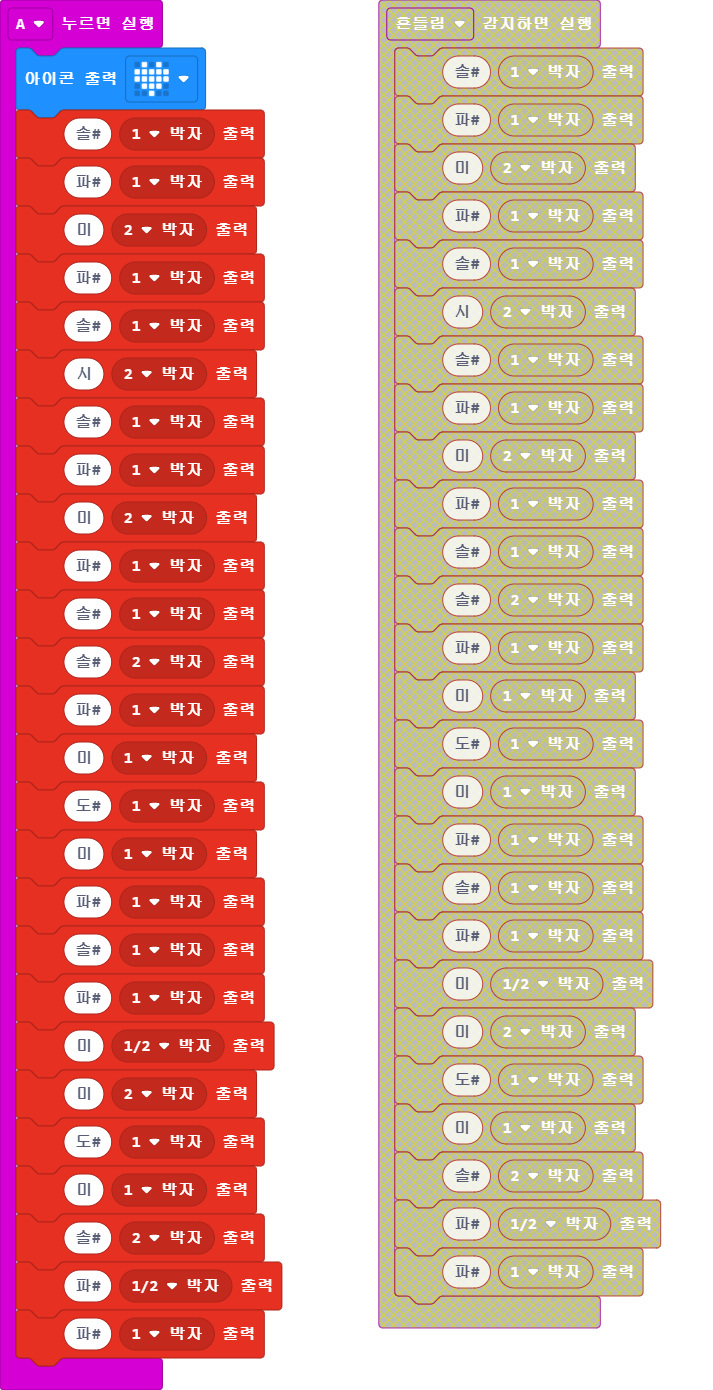 A 누르면 실행
아이콘 출력
솔# 1 박자 출력
파# 1 박자 출력
미 2 박자 출력
파# 1 박자 출력
솔# 1 박자 출력
시 2 박자 출력
솔# 1 박자 출력
파# 1 박자 출력
미 2 박자 출력
파# 1 박자 출력
솔# 1 박자 출력
솔# 2 박자 출력
파# 1 박자 출력
미 1 박자 출력
도# 1 박자 출력
미 1 박자 출력
파# 1 박자 출력
솔# 1 박자 출력
파# 1 박자 출력
미 1/2 박자 출력
미 2 박자 출력
도# 1 박자 출력
미 1 박자 출력
솔# 2 박자 출력
파# 1/2 박자 출력
파# 1 박자 출력
흔들림 감지하면 실행
솔# 1 박자 출력
파# 1 박자 출력
미 2 박자 출력
파# 1 박자 출력
솔# 1 박자 출력
시 2 박자 출력
솔# 1 박자 출력
파# 1 박자 출력
미 2 박자 출력
파# 1 박자 출력
솔# 1 박자 출력
솔# 2 박자 출력
파# 1 박자 출력
미 1 박자 출력
도# 1 박자 출력
미 1 박자 출력
파# 1 박자 출력
솔# 1 박자 출력
파# 1 박자 출력
미 1/2 박자 출력
미 2 박자 출력
도# 1 박자 출력
미 1 박자 출력
솔# 2 박자 출력
파# 1/2 박자 출력
파# 1 박자 출력